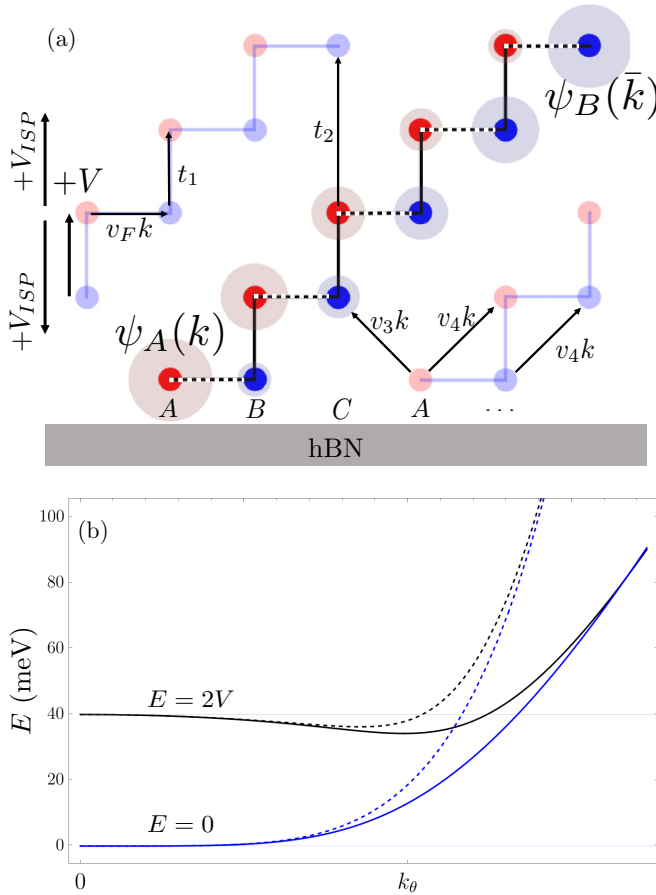 (a)
+V_{ISP}
+V
t_1
t_2
v_F k
+V_{ISP}
ψ_B(k̄)
ψ_A(k)
v_3 k
v_4 k
v_4 k
A B C A ⋯
hBN
(b)
100
80
60
40
20
0
E (meV)
E = 2V
E = 0
0 k_θ